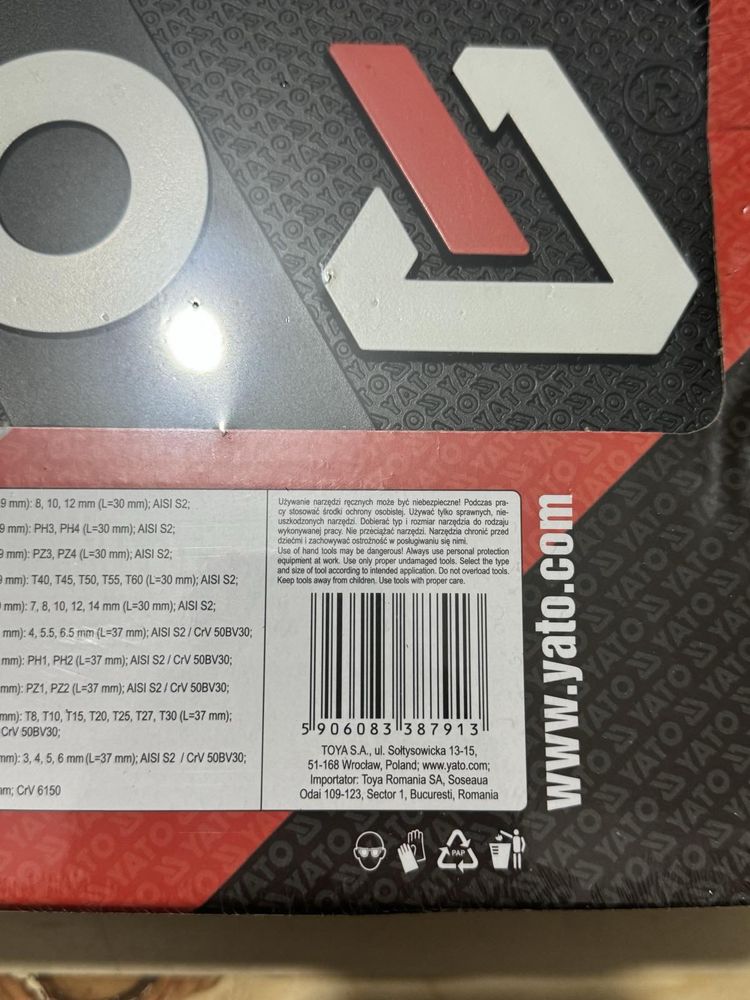 O
®
9 mm): 8, 10, 12 mm (L=30 mm); AISI S2;
9 mm): PH3, PH4 (L=30 mm); AISI S2;
9 mm): PZ3, PZ4 (L=30 mm); AISI S2;
9 mm): T40, T45, T50, T55, T60 (L=30 mm); AISI S2;
mm): 7, 8, 10, 12, 14 mm (L=30 mm); AISI S2;
mm): 4, 5.5, 6.5 mm (L=37 mm); AISI S2 / CrV 50BV30;
mm): PH1, PH2 (L=37 mm); AISI S2 / CrV 50BV30;
mm): PZ1, PZ2 (L=37 mm); AISI S2 / CrV 50BV30;
mm): T8, T10, T15, T20, T25, T27, T30 (L=37 mm);
CrV 50BV30;
mm): 3, 4, 5, 6 mm (L=37 mm); AISI S2 / CrV 50BV30;
m; CrV 6150
Używanie narzędzi ręcznych może być niebezpieczne! Podczas pra-
cy stosować środki ochrony osobistej. Używać tylko sprawnych, nie-
uszkodzonych narzędzi. Dobierać typ i rozmiar narzędzia do rodzaju
wykonywanej pracy. Nie przeciążać narzędzi. Narzędzia chronić przed
dziećmi i zachowywać ostrożność w posługiwaniu się nimi.
Use of hand tools may be dangerous! Always use personal protection
equipment at work. Use only proper undamaged tools. Select the type
and size of tool according to intended application. Do not overload tools.
Keep tools away from children. Use tools with proper care.
5 906083 387913
TOYA S.A., ul. Sołtysowicka 13-15,
51-168 Wrocław, Poland; www.yato.com;
Importator: Toya Romania SA, Soseaua
Odai 109-123, Sector 1, Bucuresti, Romania
PAP
www.yato.com